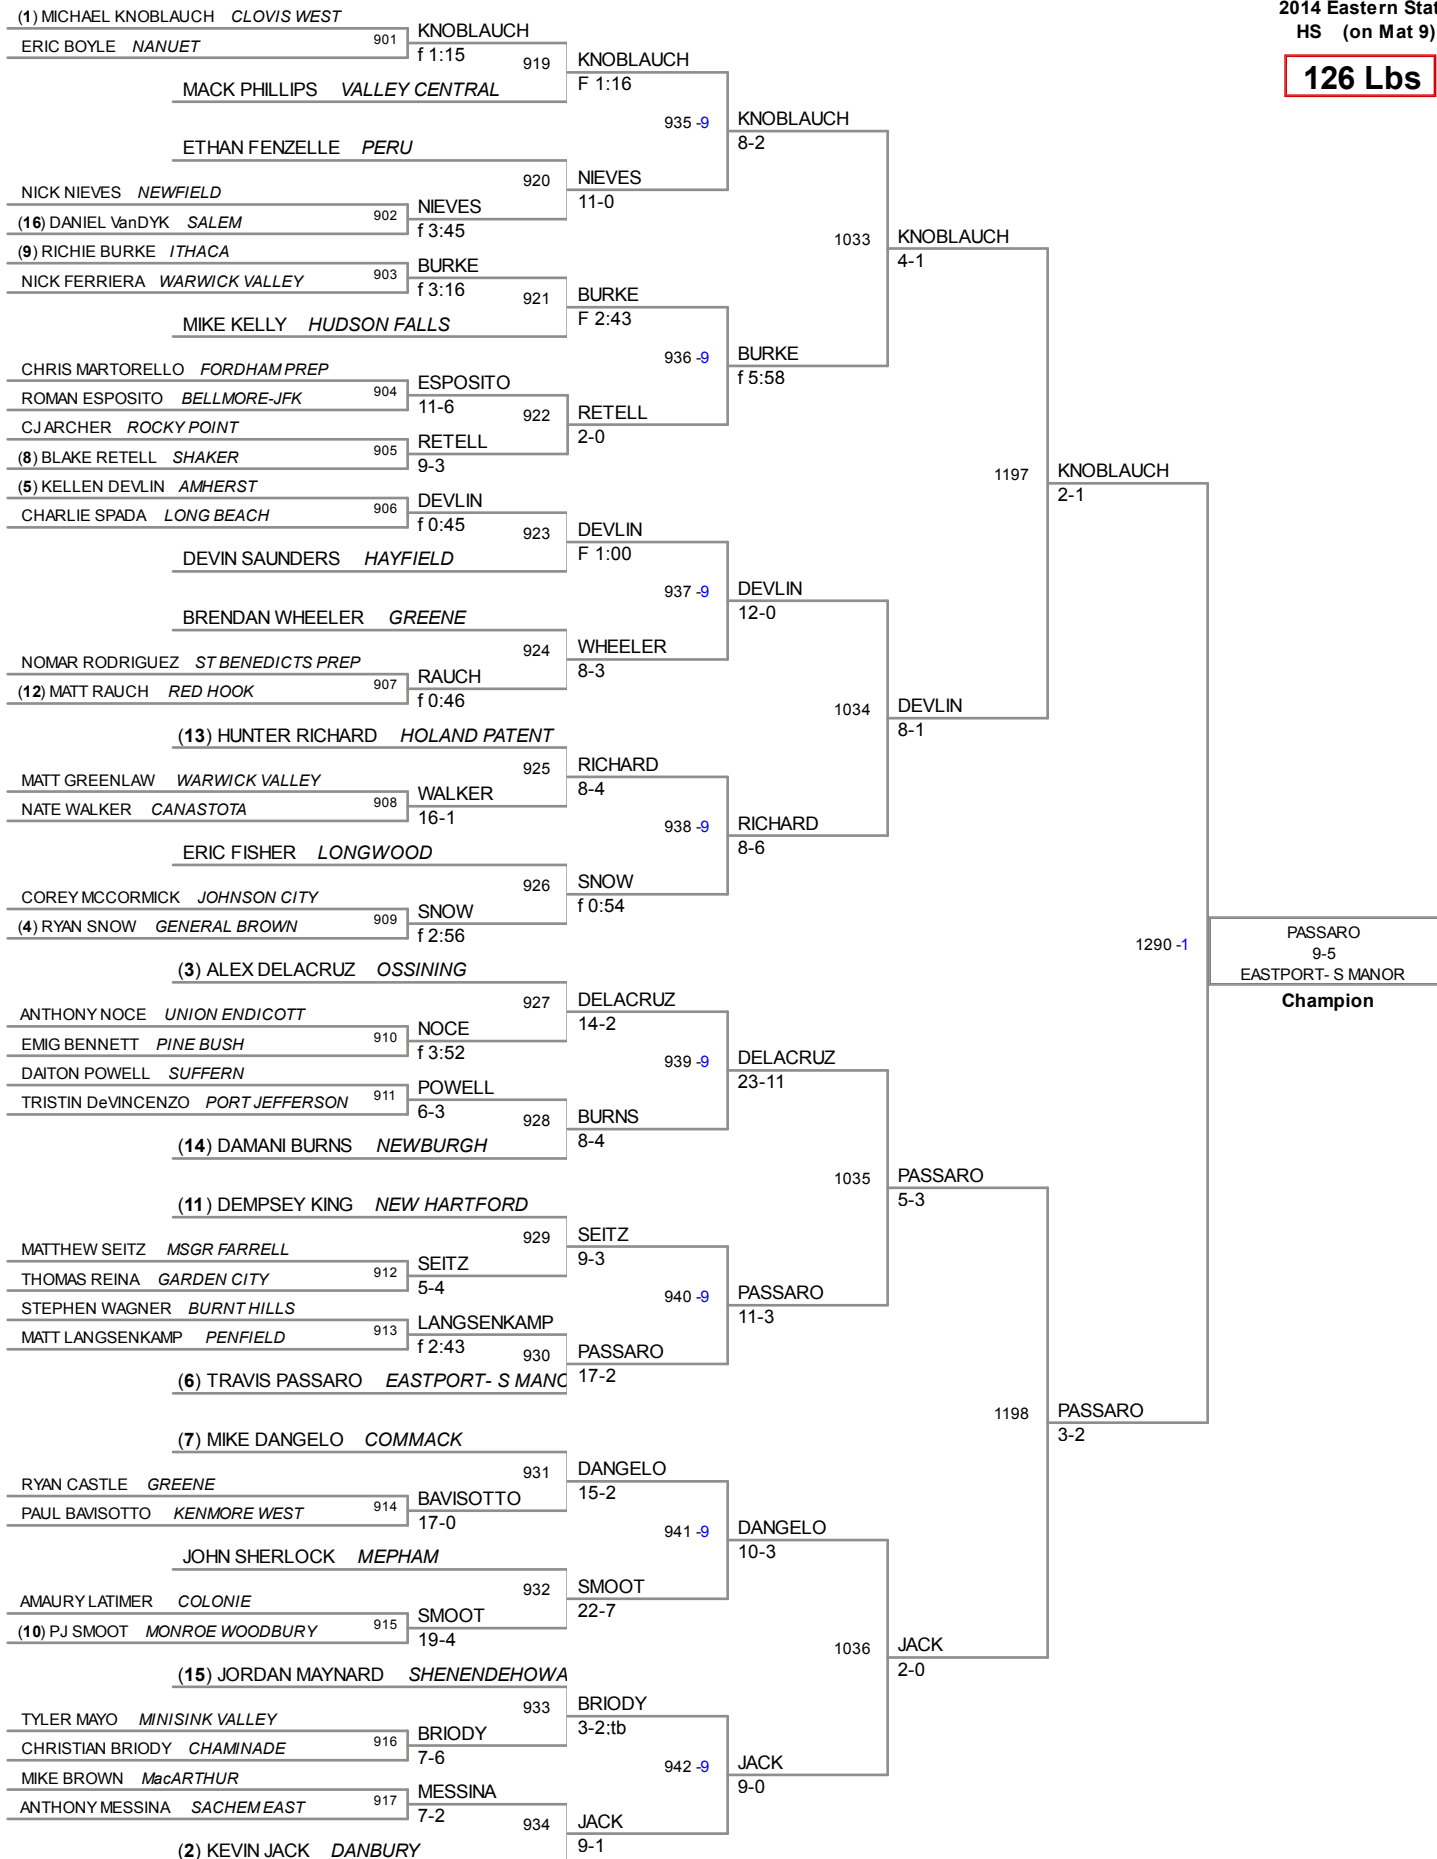 2014 Eastern Stat
HS (on Mat 9)
126 Lbs
(1) MICHAEL KNOBLAUCH CLOVIS WEST
ERIC BOYLE NANUET
901
KNOBLAUCH
f 1:15
MACK PHILLIPS VALLEY CENTRAL
919
KNOBLAUCH
F 1:16
ETHAN FENZELLE PERU
NICK NIEVES NEWFIELD
(16) DANIEL VanDYK SALEM
902
NIEVES
f 3:45
920
NIEVES
11-0
935 -9
KNOBLAUCH
8-2
(9) RICHIE BURKE ITHACA
NICK FERRIERA WARWICK VALLEY
903
BURKE
f 3:16
MIKE KELLY HUDSON FALLS
921
BURKE
F 2:43
CHRIS MARTORELLO FORDHAM PREP
ROMAN ESPOSITO BELLMORE-JFK
904
ESPOSITO
11-6
CJ ARCHER ROCKY POINT
(8) BLAKE RETELL SHAKER
905
RETELL
9-3
922
RETELL
2-0
936 -9
BURKE
f 5:58
1033
KNOBLAUCH
4-1
(5) KELLEN DEVLIN AMHERST
CHARLIE SPADA LONG BEACH
906
DEVLIN
f 0:45
DEVIN SAUNDERS HAYFIELD
923
DEVLIN
F 1:00
BRENDAN WHEELER GREENE
NOMAR RODRIGUEZ ST BENEDICTS PREP
(12) MATT RAUCH RED HOOK
907
RAUCH
f 0:46
924
WHEELER
8-3
937 -9
DEVLIN
12-0
(13) HUNTER RICHARD HOLAND PATENT
MATT GREENLAW WARWICK VALLEY
NATE WALKER CANASTOTA
908
WALKER
16-1
925
RICHARD
8-4
ERIC FISHER LONGWOOD
COREY MCCORMICK JOHNSON CITY
(4) RYAN SNOW GENERAL BROWN
909
SNOW
f 2:56
926
SNOW
f 0:54
938 -9
RICHARD
8-6
1034
DEVLIN
8-1
1197
KNOBLAUCH
2-1
(3) ALEX DELACRUZ OSSINING
ANTHONY NOCE UNION ENDICOTT
EMIG BENNETT PINE BUSH
910
NOCE
f 3:52
927
DELACRUZ
14-2
DAITON POWELL SUFFERN
TRISTIN DeVINCENZO PORT JEFFERSON
911
POWELL
6-3
(14) DAMANI BURNS NEWBURGH
928
BURNS
8-4
939 -9
DELACRUZ
23-11
(11) DEMPSEY KING NEW HARTFORD
MATTHEW SEITZ MSGR FARRELL
THOMAS REINA GARDEN CITY
912
SEITZ
5-4
929
SEITZ
9-3
STEPHEN WAGNER BURNT HILLS
MATT LANGSENKAMP PENFIELD
913
LANGSENKAMP
f 2:43
(6) TRAVIS PASSARO EASTPORT- S MANO
930
PASSARO
17-2
940 -9
PASSARO
11-3
1035
PASSARO
5-3
(7) MIKE DANGELO COMMACK
RYAN CASTLE GREENE
PAUL BAVISOTTO KENMORE WEST
914
BAVISOTTO
17-0
931
DANGELO
15-2
JOHN SHERLOCK MEPHAM
AMAURY LATIMER COLONIE
(10) PJ SMOOT MONROE WOODBURY
915
SMOOT
19-4
932
SMOOT
22-7
941 -9
DANGELO
10-3
(15) JORDAN MAYNARD SHENENDEHOWA
TYLER MAYO MINISINK VALLEY
CHRISTIAN BRIODY CHAMINADE
916
BRIODY
7-6
933
BRIODY
3-2;tb
MIKE BROWN MacARTHUR
ANTHONY MESSINA SACHEM EAST
917
MESSINA
7-2
(2) KEVIN JACK DANBURY
934
JACK
9-1
942 -9
JACK
9-0
1036
JACK
2-0
1198
PASSARO
3-2
1290 -1
PASSARO
9-5
EASTPORT- S MANOR
Champion